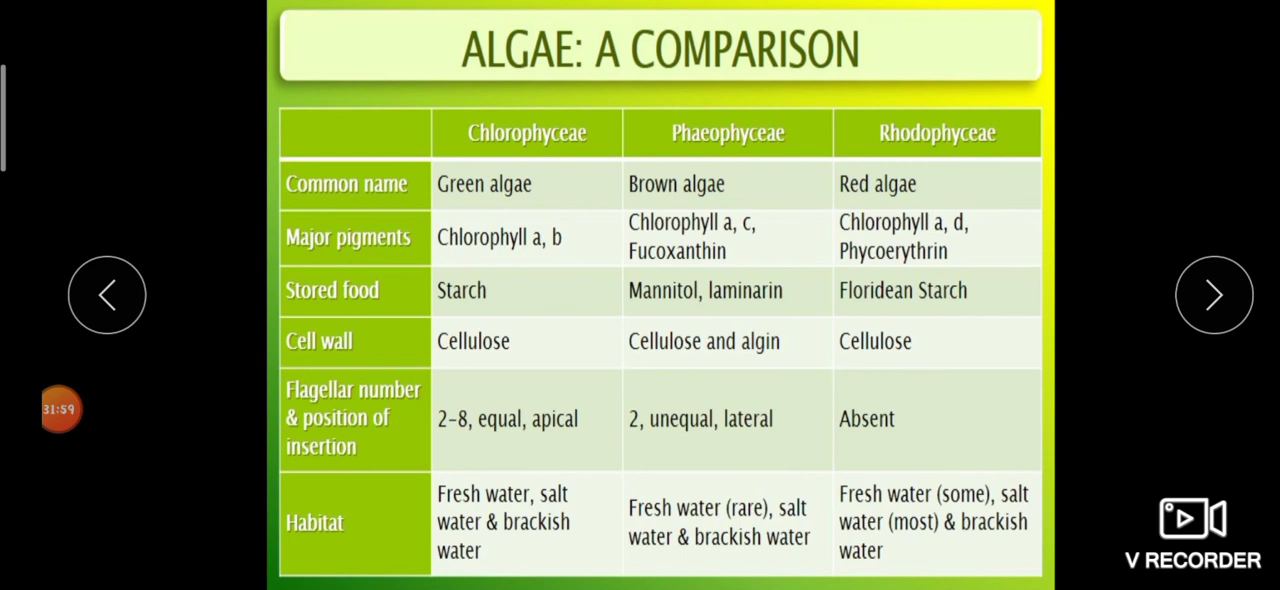 ALGAE: A COMPARISON
Chlorophyceae
Phaeophyceae
Rhodophyceae
Common name
Green algae
Brown algae
Red algae
Major pigments
Chlorophyll a, b
Chlorophyll a, c,
Fucoxanthin
Chlorophyll a, d,
Phycoerythrin
Stored food
Starch
Mannitol, laminarin
Floridean Starch
Cell wall
Cellulose
Cellulose and algin
Cellulose
Flagellar number
& position of
insertion
2-8, equal, apical
2, unequal, lateral
Absent
Habitat
Fresh water, salt
water & brackish
water
Fresh water (rare), salt
water & brackish water
Fresh water (some), salt
water (most) & brackish
water
31:59
V RECORDER